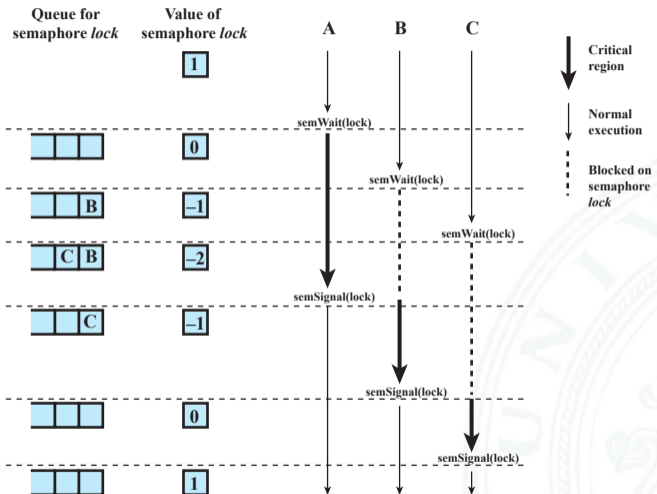 Queue for
semaphore lock
Value of
semaphore lock
A
B
C
1
Critical
region
Normal
execution
Blocked on
semaphore
lock
semWait(lock)
0
semWait(lock)
B
–1
semWait(lock)
C B
–2
semSignal(lock)
C
–1
semSignal(lock)
0
semSignal(lock)
1
U N I V